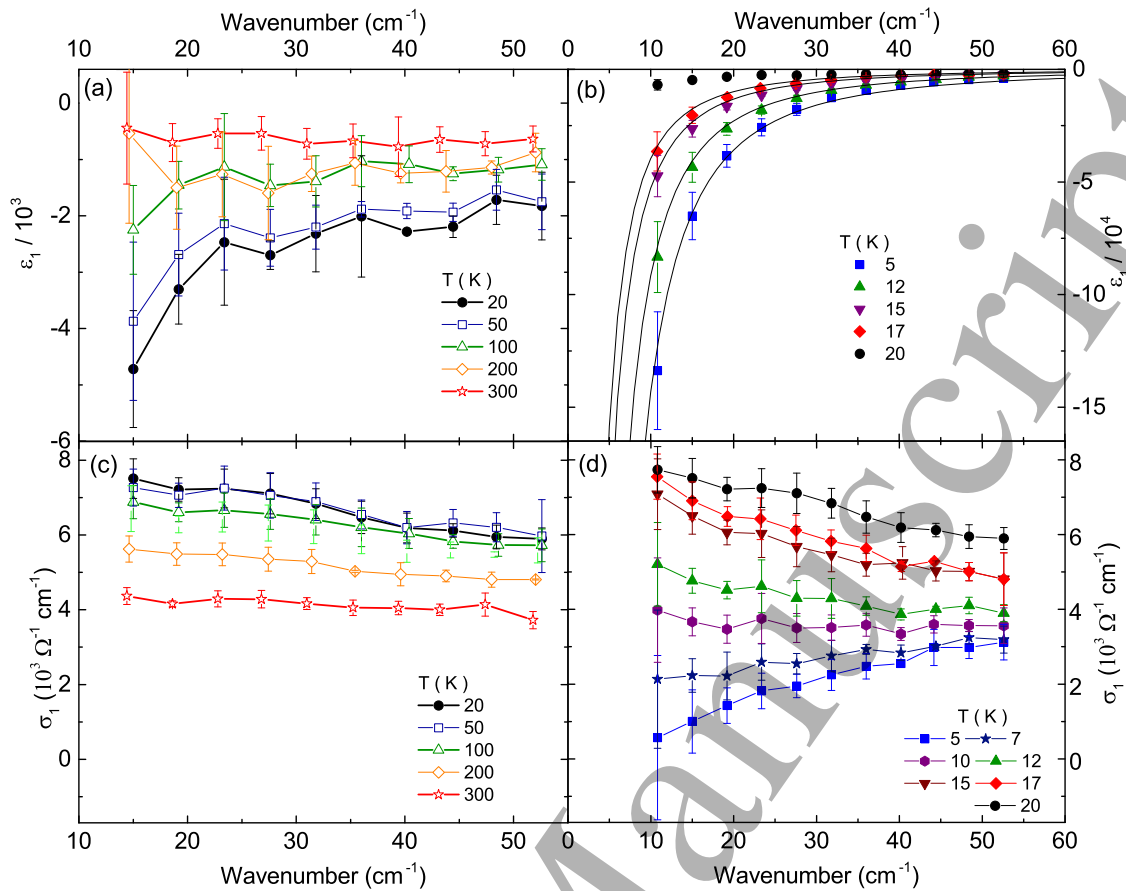 Wavenumber (cm⁻¹) Wavenumber (cm⁻¹)
10 20 30 40 50 0 10 20 30 40 50 60
(a) (b)
0 -2 -4 -6
ε₁ / 10³
T ( K )
20
50
100
200
300
0 -5 -10 -15
ε₁ / 10⁴
T ( K )
5
12
15
17
20
(c) (d)
8 6 4 2 0
σ₁ (10³ Ω⁻¹ cm⁻¹)
T ( K )
20
50
100
200
300
8 6 4 2 0
σ₁ (10³ Ω⁻¹ cm⁻¹)
T ( K )
5 7
10 12
15 17
20
10 20 30 40 50 0 10 20 30 40 50 60
Wavenumber (cm⁻¹) Wavenumber (cm⁻¹)
Manuscript